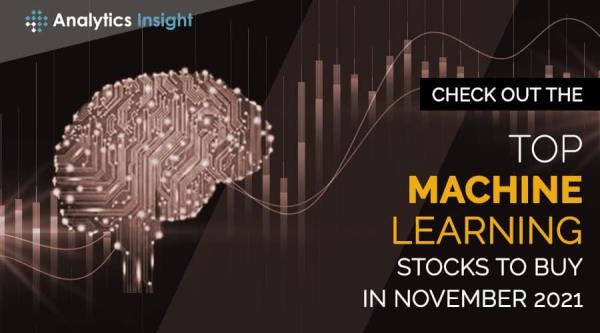 Analytics Insight
CHECK OUT THE
TOP
MACHINE
LEARNING
STOCKS TO BUY
IN NOVEMBER 2021